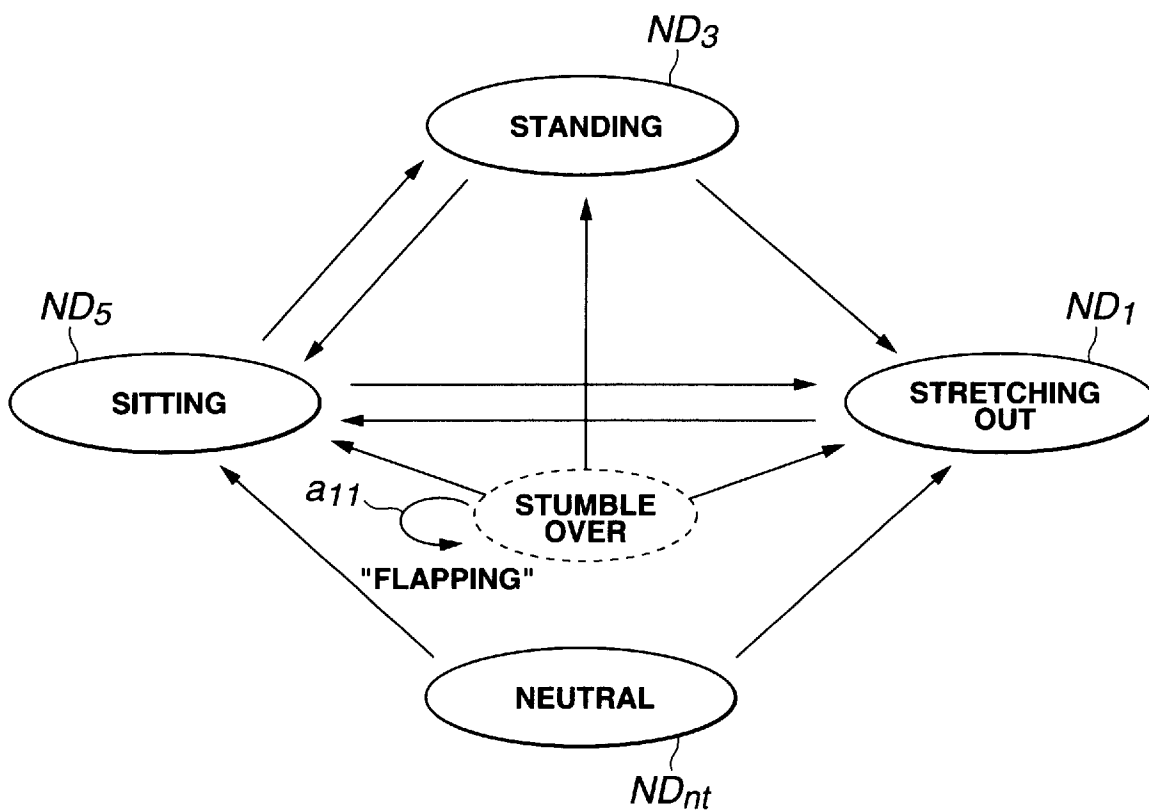 ND3
STANDING
ND5
ND1
SITTING
STRETCHING
OUT
a11
STUMBLE
OVER
"FLAPPING"
NEUTRAL
NDnt